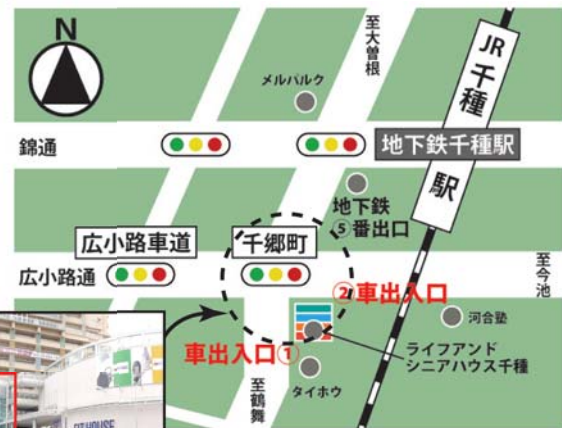 N
至大曽根
メルパルク
JR千種駅
錦通
地下鉄千種駅
地下鉄
⑤番出口
広小路車道
千郷町
広小路通
至今池
②車出入口
河合塾
車出入口①
ライフアンド
シニアハウス千種
タイホウ
至鶴舞
FIT HOUSE